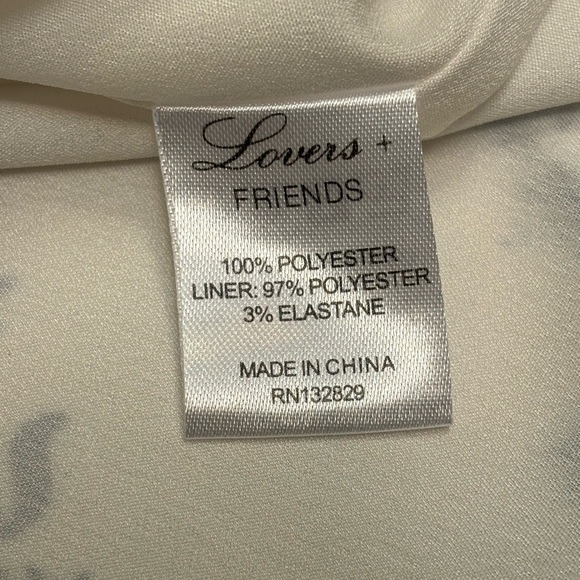 Lovers +
FRIENDS
100% POLYESTER
LINER: 97% POLYESTER
3% ELASTANE
MADE IN CHINA
RN132829